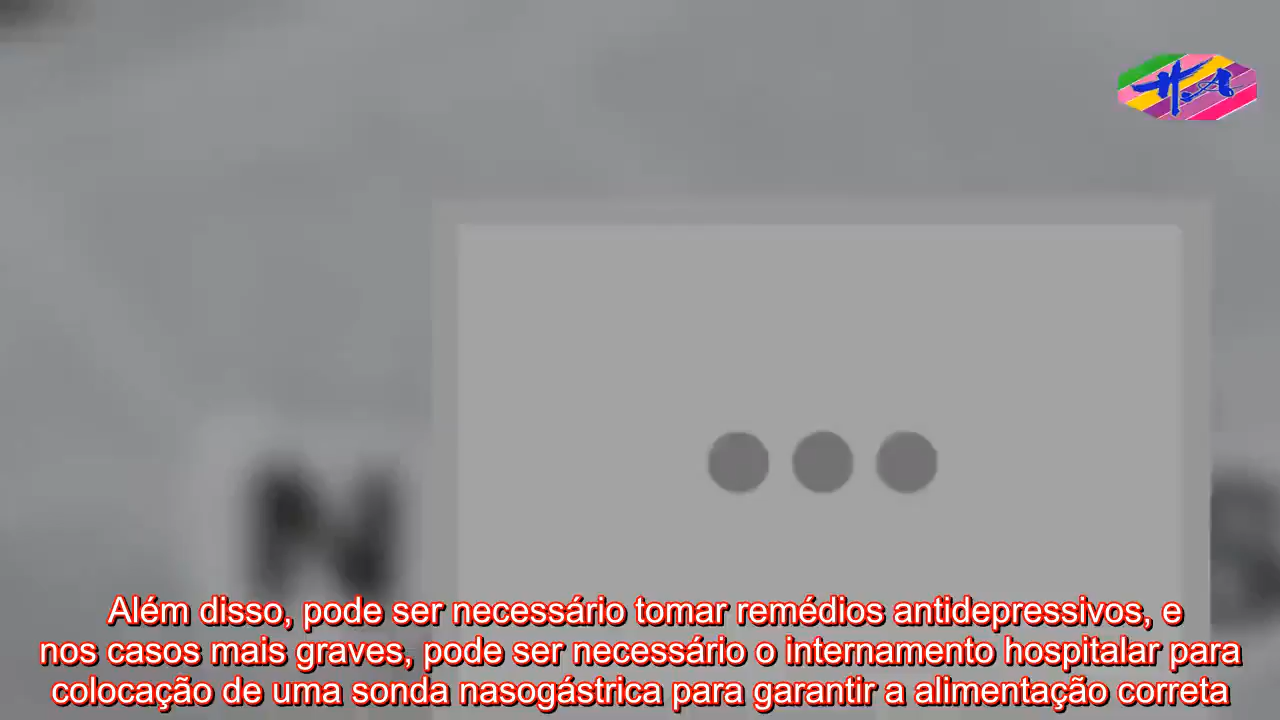 HA
N
Além disso, pode ser necessário tomar remédios antidepressivos, e
nos casos mais graves, pode ser necessário o internamento hospitalar para
colocação de uma sonda nasogástrica para garantir a alimentação correta